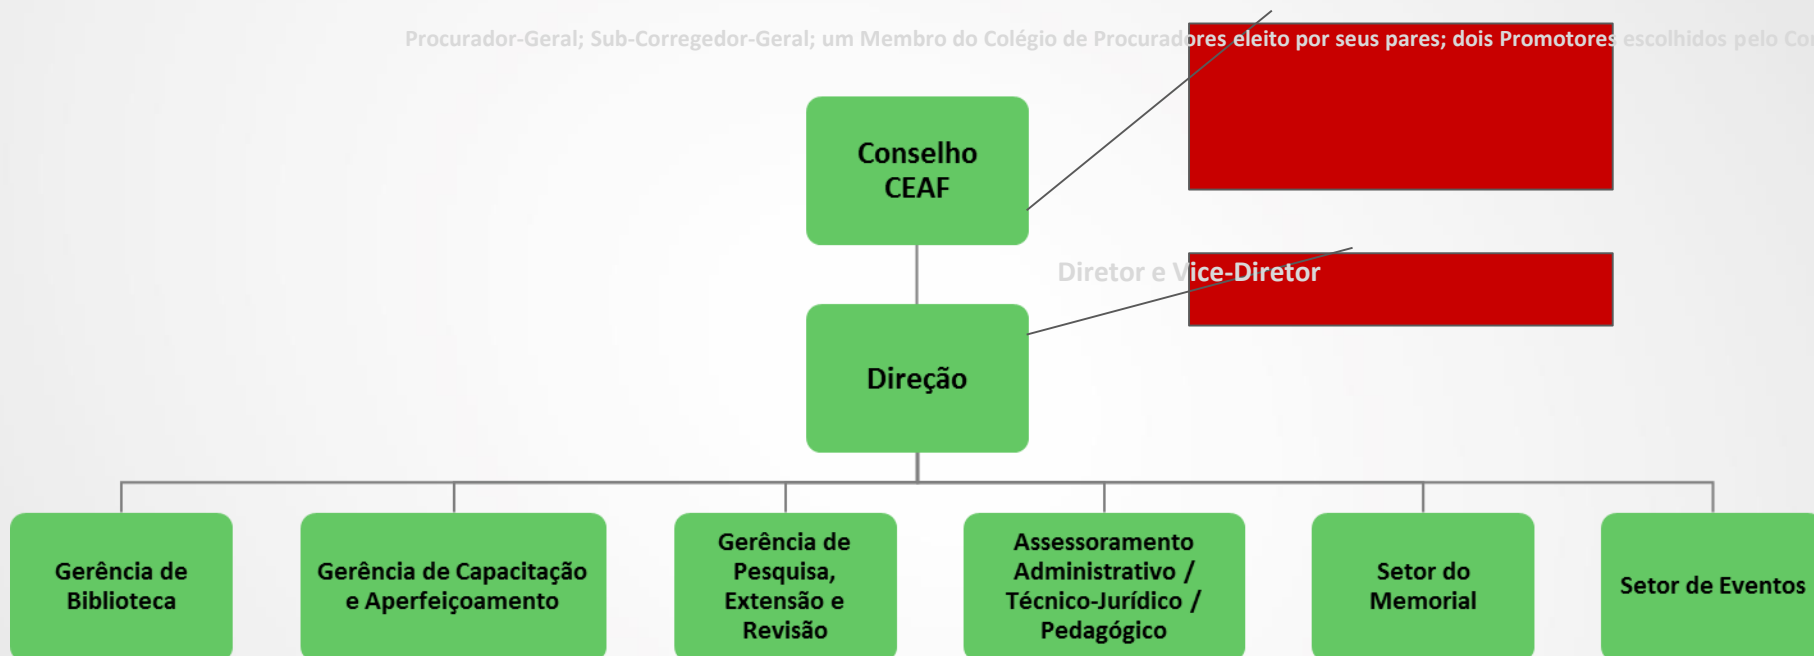 Procurador-Geral; Sub-Corregedor-Geral; um Membro do Colégio de Procuradores eleito por seus pares; dois Promotores escolhidos pelo
Conselho
CEAF
Diretor e Vice-Diretor
Direção
Gerência de
Biblioteca
Gerência de Capacitação
e Aperfeiçoamento
Gerência de
Pesquisa,
Extensão e
Revisão
Assessoramento
Administrativo /
Técnico-Jurídico /
Pedagógico
Setor do
Memorial
Setor de Eventos